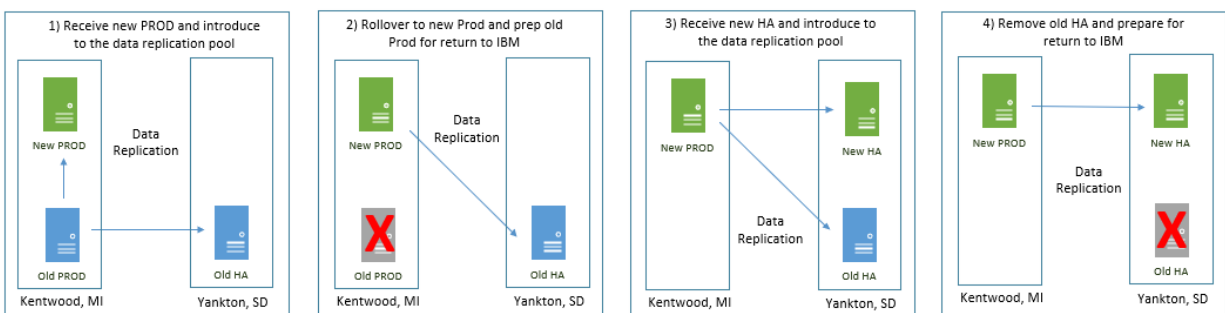 1) Receive new PROD and introduce
to the data replication pool
New PROD
Data
Replication
Old PROD
Old HA
Kentwood, MI
Yankton, SD
2) Rollover to new Prod and prep old
Prod for return to IBM
New PROD
Data
Replication
X
Old PROD
Old HA
Kentwood, MI
Yankton, SD
3) Receive new HA and introduce to
the data replication pool
New PROD
New HA
Data
Replication
Old HA
Kentwood, MI
Yankton, SD
4) Remove old HA and prepare for
return to IBM
New PROD
New HA
Data
Replication
X
Old HA
Kentwood, MI
Yankton, SD